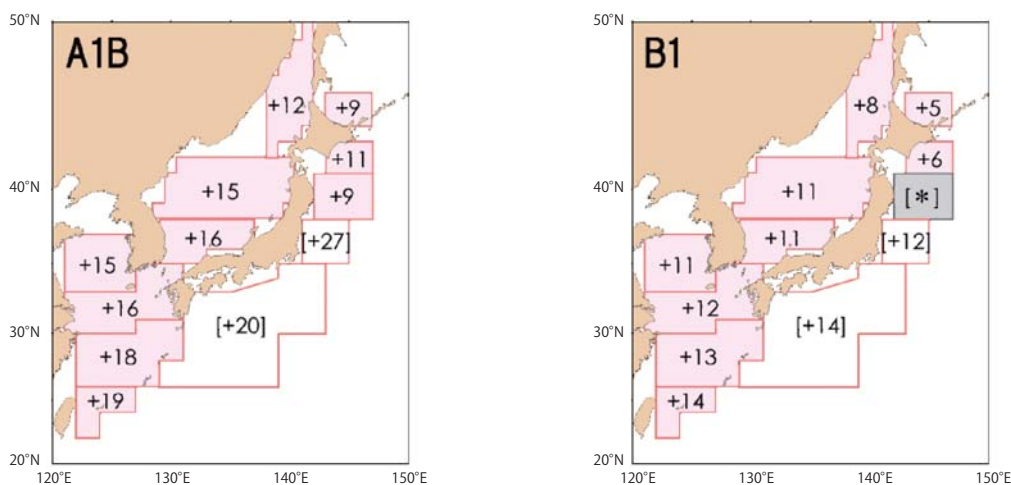 50°N
A1B
+12
+9
+11
40°N
+15
+9
+16
[+27]
+15
+16
30°N
[+20]
+18
+19
20°N
120°E
130°E
140°E
150°E
50°N
B1
+8
+5
+6
40°N
+11
[*]
+11
[+12]
+11
+12
30°N
[+14]
+13
+14
20°N
120°E
130°E
140°E
150°E